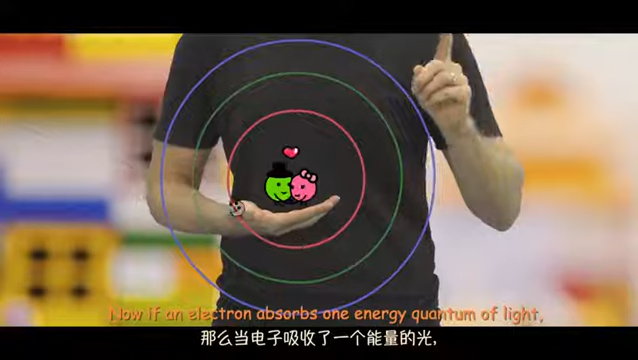 Now if an electron absorbs one energy quantum of light,
那么当电子吸收了一个能量的光,